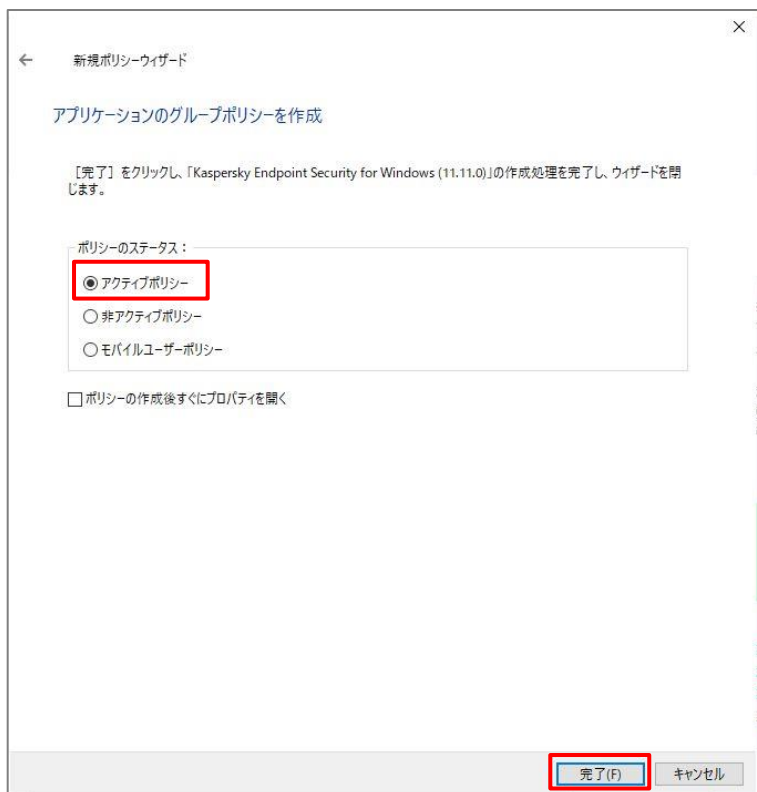 新規ポリシーウィザード
アプリケーションのグループポリシーを作成
［完了］をクリックし、「Kaspersky Endpoint Security for Windows (11.11.0)」の作成処理を完了し、ウィザードを閉
じます。
ポリシーのステータス：
アクティブポリシー
非アクティブポリシー
モバイルユーザーポリシー
ポリシーの作成後すぐにプロパティを開く
完了(F)
キャンセル